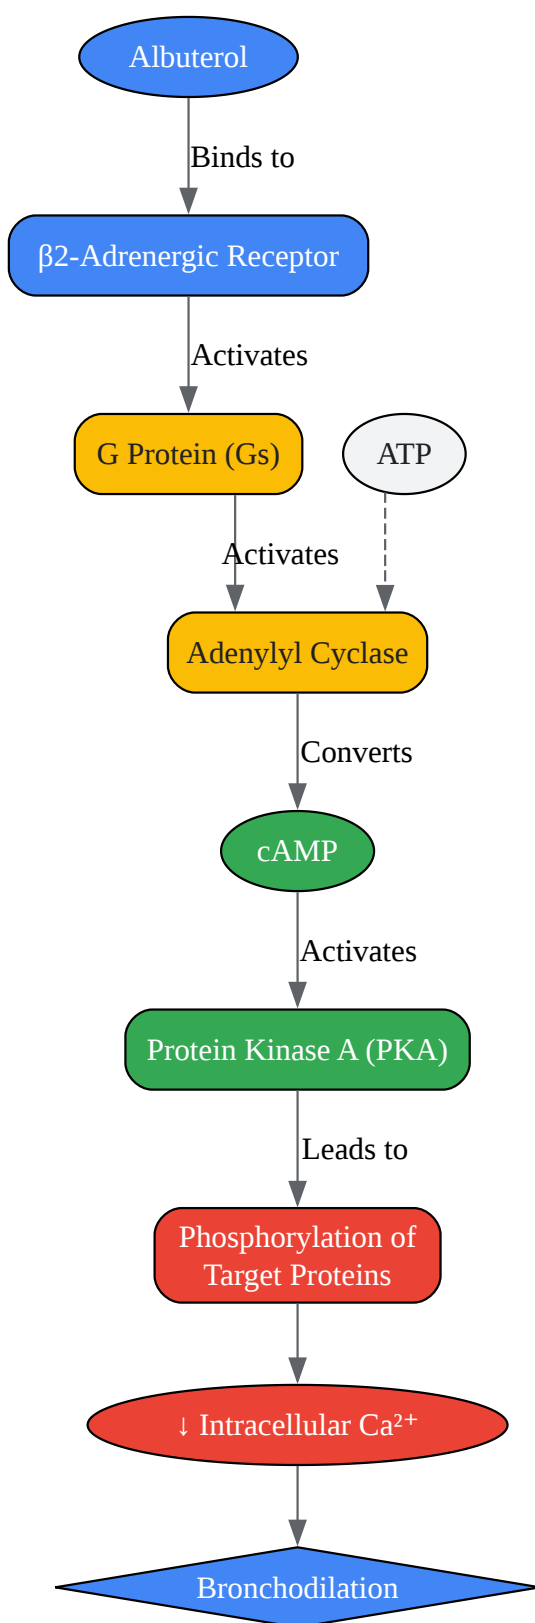 Albuterol
Binds to
β2-Adrenergic Receptor
Activates
G Protein (Gs)
ATP
Activates
Adenylyl Cyclase
Converts
cAMP
Activates
Protein Kinase A (PKA)
Leads to
Phosphorylation of
Target Proteins
↓ Intracellular Ca²⁺
Bronchodilation